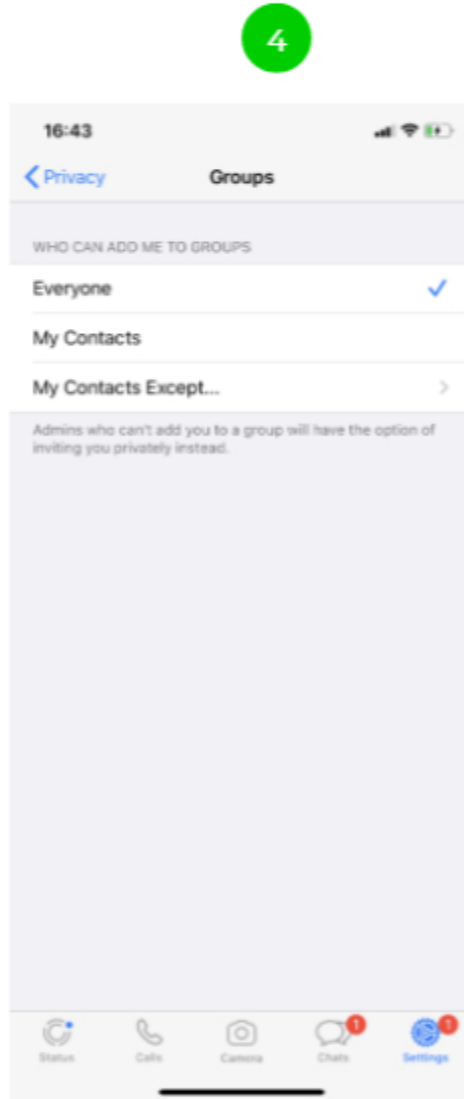 4
16:43
Privacy
Groups
WHO CAN ADD ME TO GROUPS
Everyone
My Contacts
My Contacts Except...
Admins who can't add you to a group will have the option of
inviting you privately instead.
1
1
Status
Calls
Camera
Chats
Settings